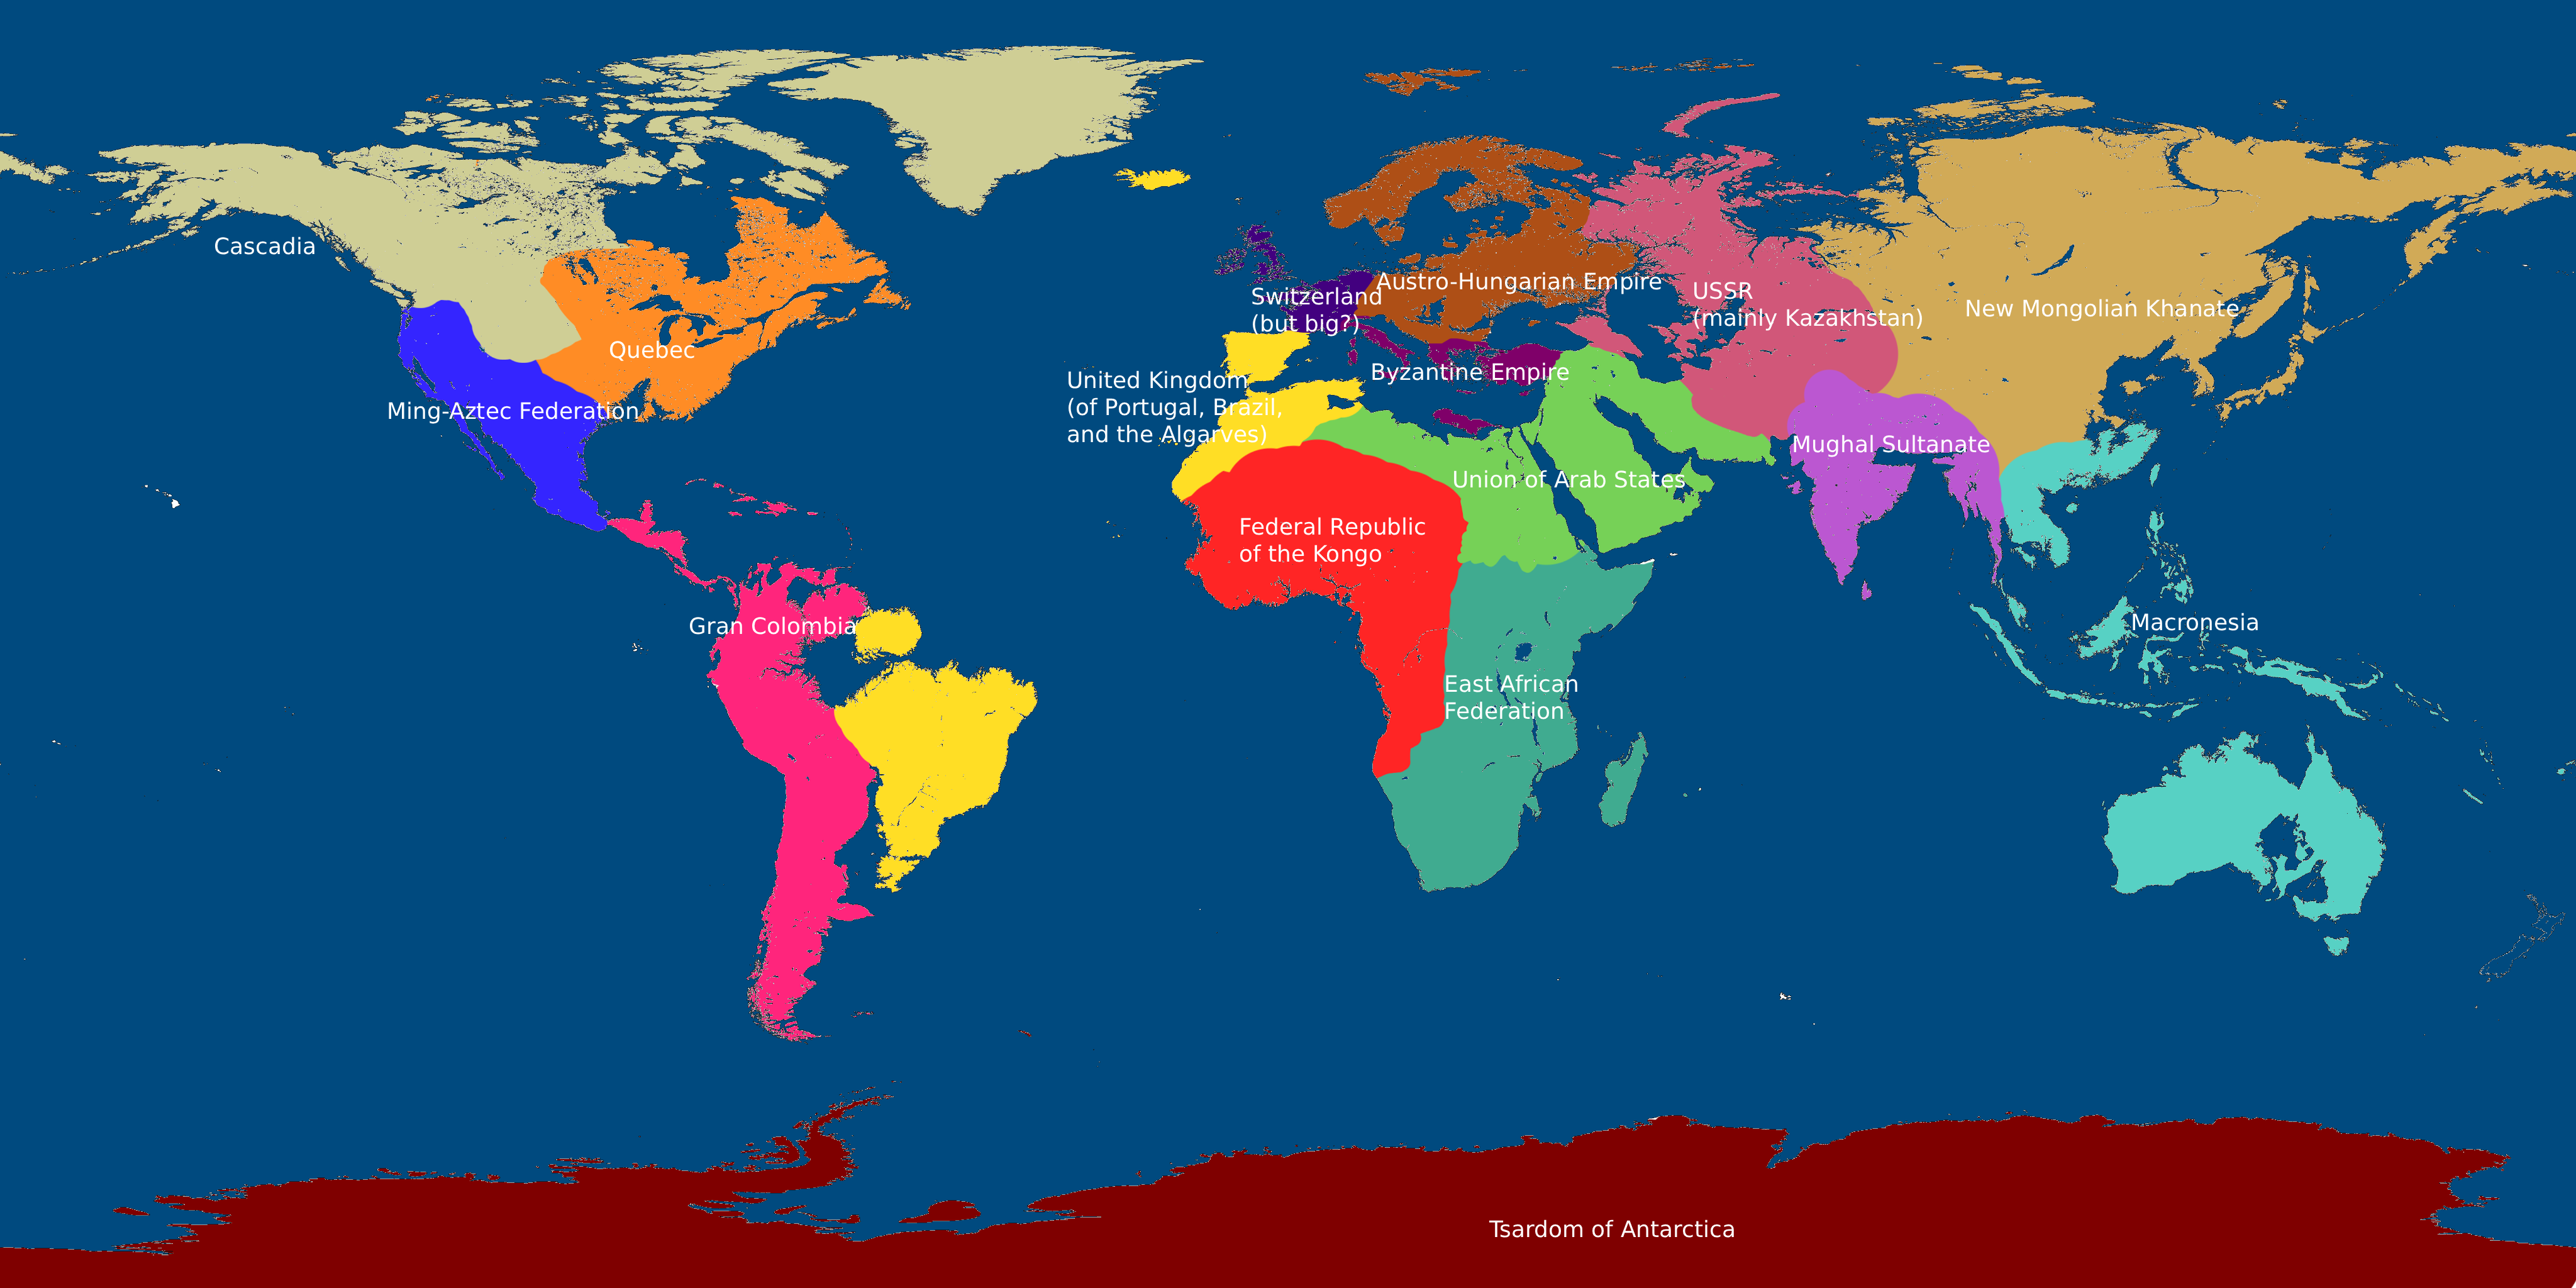 Cascadia
Switzerland
(but big?)
Austro-Hungarian Empire
USSR
(mainly Kazakhstan)
New Mongolian Khanate
Quebec
Byzantine Empire
United Kingdom
(of Portugal, Brazil,
and the Algarves)
Ming-Aztec Federation
Mughal Sultanate
Union of Arab States
Federal Republic
of the Kongo
Gran Colombia
Macronesia
East African
Federation
Tsardom of Antarctica